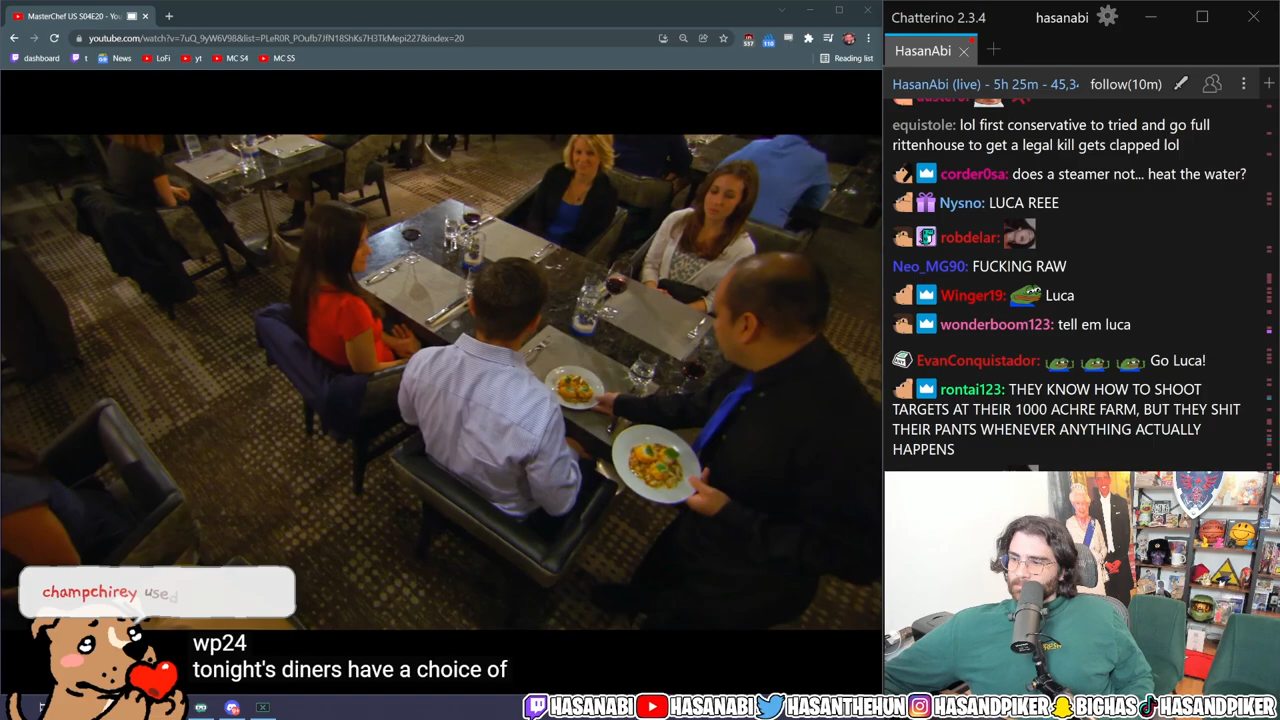 MasterChef US S04E20 - You
youtube.com/watch?v=7uQ_9yW6V98&list=PLeR0R_POufb7JfN18ShKs7H3TkMepi227&index=20
537
110
dashboard
t
News
LoFi
yt
MC S4
MC S5
Reading list
champchirey used
wp24
tonight's diners have a choice of
Chatterino 2.3.4
hasanabi
HasanAbi
HasanAbi (live) - 5h 25m - 45,3
follow(10m)
equistole: lol first conservative to tried and go full
rittenhouse to get a legal kill gets clapped lol
corder0sa: does a steamer not... heat the water?
Nysno: LUCA REEE
robdelar:
Neo_MG90: FUCKING RAW
Winger19: Luca
wonderboom123: tell em luca
EvanConquistador: Go Luca!
rontai123: THEY KNOW HOW TO SHOOT
TARGETS AT THEIR 1000 ACHRE FARM, BUT THEY SHIT
THEIR PANTS WHENEVER ANYTHING ACTUALLY
HAPPENS
HASANABI
HASANABI
HASANTHEHUN
HASANDPIKER
BIGHAS
HASANDPIKER